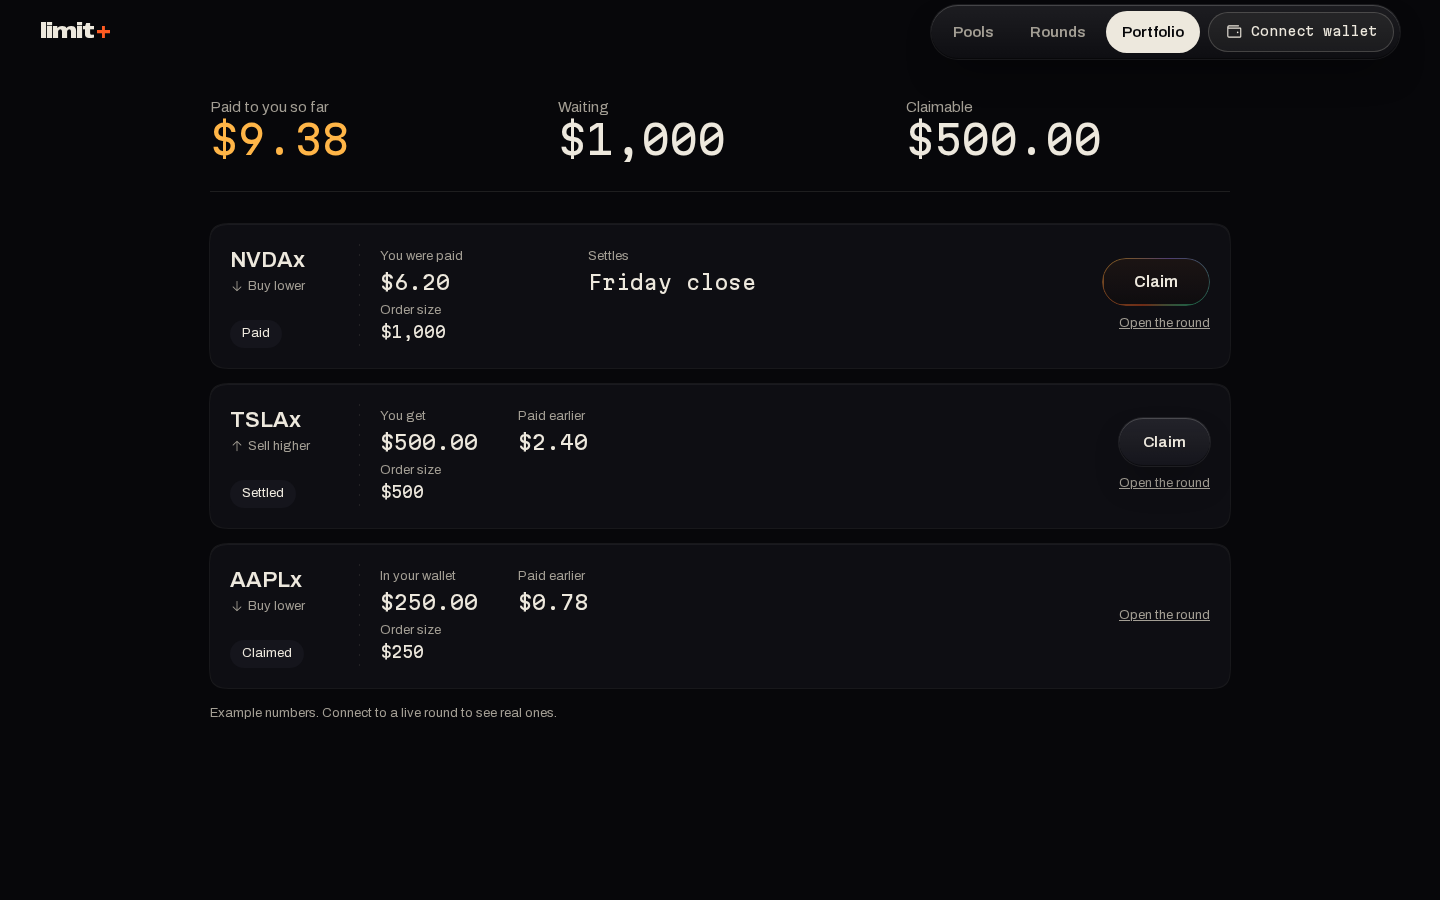 limit+
Pools
Rounds
Portfolio
Connect wallet
Paid to you so far
$9.38
Waiting
$1,000
Claimable
$500.00
NVDAx
↓ Buy lower
Paid
You were paid
$6.20
Order size
$1,000
Settles
Friday close
Claim
Open the round
TSLAx
↑ Sell higher
Settled
You get
$500.00
Order size
$500
Paid earlier
$2.40
Claim
Open the round
AAPLx
↓ Buy lower
Claimed
In your wallet
$250.00
Order size
$250
Paid earlier
$0.78
Open the round
Example numbers. Connect to a live round to see real ones.